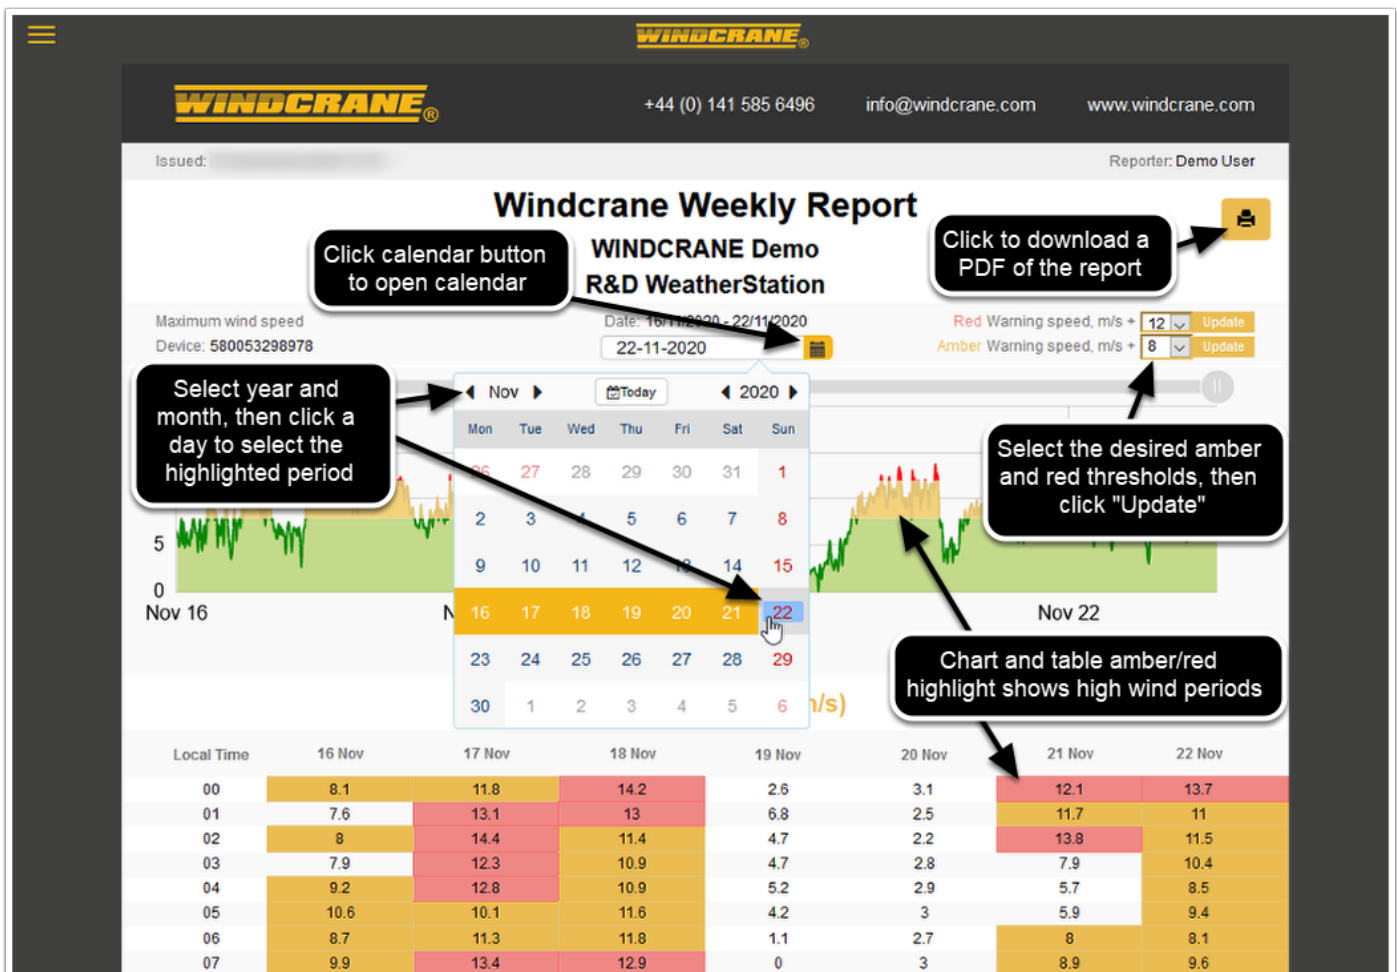 WINDCRANE®
WINDCRANE®
+44 (0) 141 585 6496 info@windcrane.com www.windcrane.com
Issued: Reporter: Demo User
Windcrane Weekly Report
WINDCRANE Demo
R&D WeatherStation
Click calendar button
to open calendar
Click to download a
PDF of the report
Maximum wind speed Date: 16/11/2020 - 22/11/2020 Red Warning speed, m/s + 12 Update
Device: 580053298978 22-11-2020 Amber Warning speed, m/s + 8 Update
Select year and
month, then click a
day to select the
highlighted period
Nov Today 2020
Mon Tue Wed Thu Fri Sat Sun
26 27 28 29 30 31 1
2 3 4 5 6 7 8
9 10 11 12 13 14 15
16 17 18 19 20 21 22
23 24 25 26 27 28 29
30 1 2 3 4 5 6
Select the desired amber
and red thresholds, then
click "Update"
5
0
Nov 16 N Nov 22
Chart and table amber/red
highlight shows high wind periods
/s)
Local Time 16 Nov 17 Nov 18 Nov 19 Nov 20 Nov 21 Nov 22 Nov
00 8.1 11.8 14.2 2.6 3.1 12.1 13.7
01 7.6 13.1 13 6.8 2.5 11.7 11
02 8 14.4 11.4 4.7 2.2 13.8 11.5
03 7.9 12.3 10.9 4.7 2.8 7.9 10.4
04 9.2 12.8 10.9 5.2 2.9 5.7 8.5
05 10.6 10.1 11.6 4.2 3 5.9 9.4
06 8.7 11.3 11.8 1.1 2.7 8 8.1
07 9.9 13.4 12.9 0 3 8.9 9.6